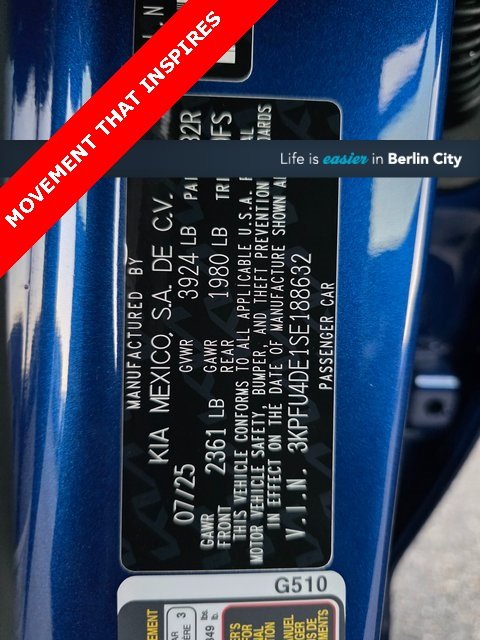 MOVEMENT THAT INSPIRES
Life is easier in Berlin City
MANUFACTURED BY
KIA MEXICO, S.A. DE C.V.
07/25 GVWR 3924 LB
GAWR FRONT 2361 LB GAWR REAR 1980 LB
THIS VEHICLE CONFORMS TO ALL APPLICABLE U.S.A.
MOTOR VEHICLE SAFETY, BUMPER, AND THEFT PREVENTION
IN EFFECT ON THE DATE OF MANUFACTURE SHOWN
V.I.N. 3KPFU4DE1SE188632
PASSENGER CAR
G510